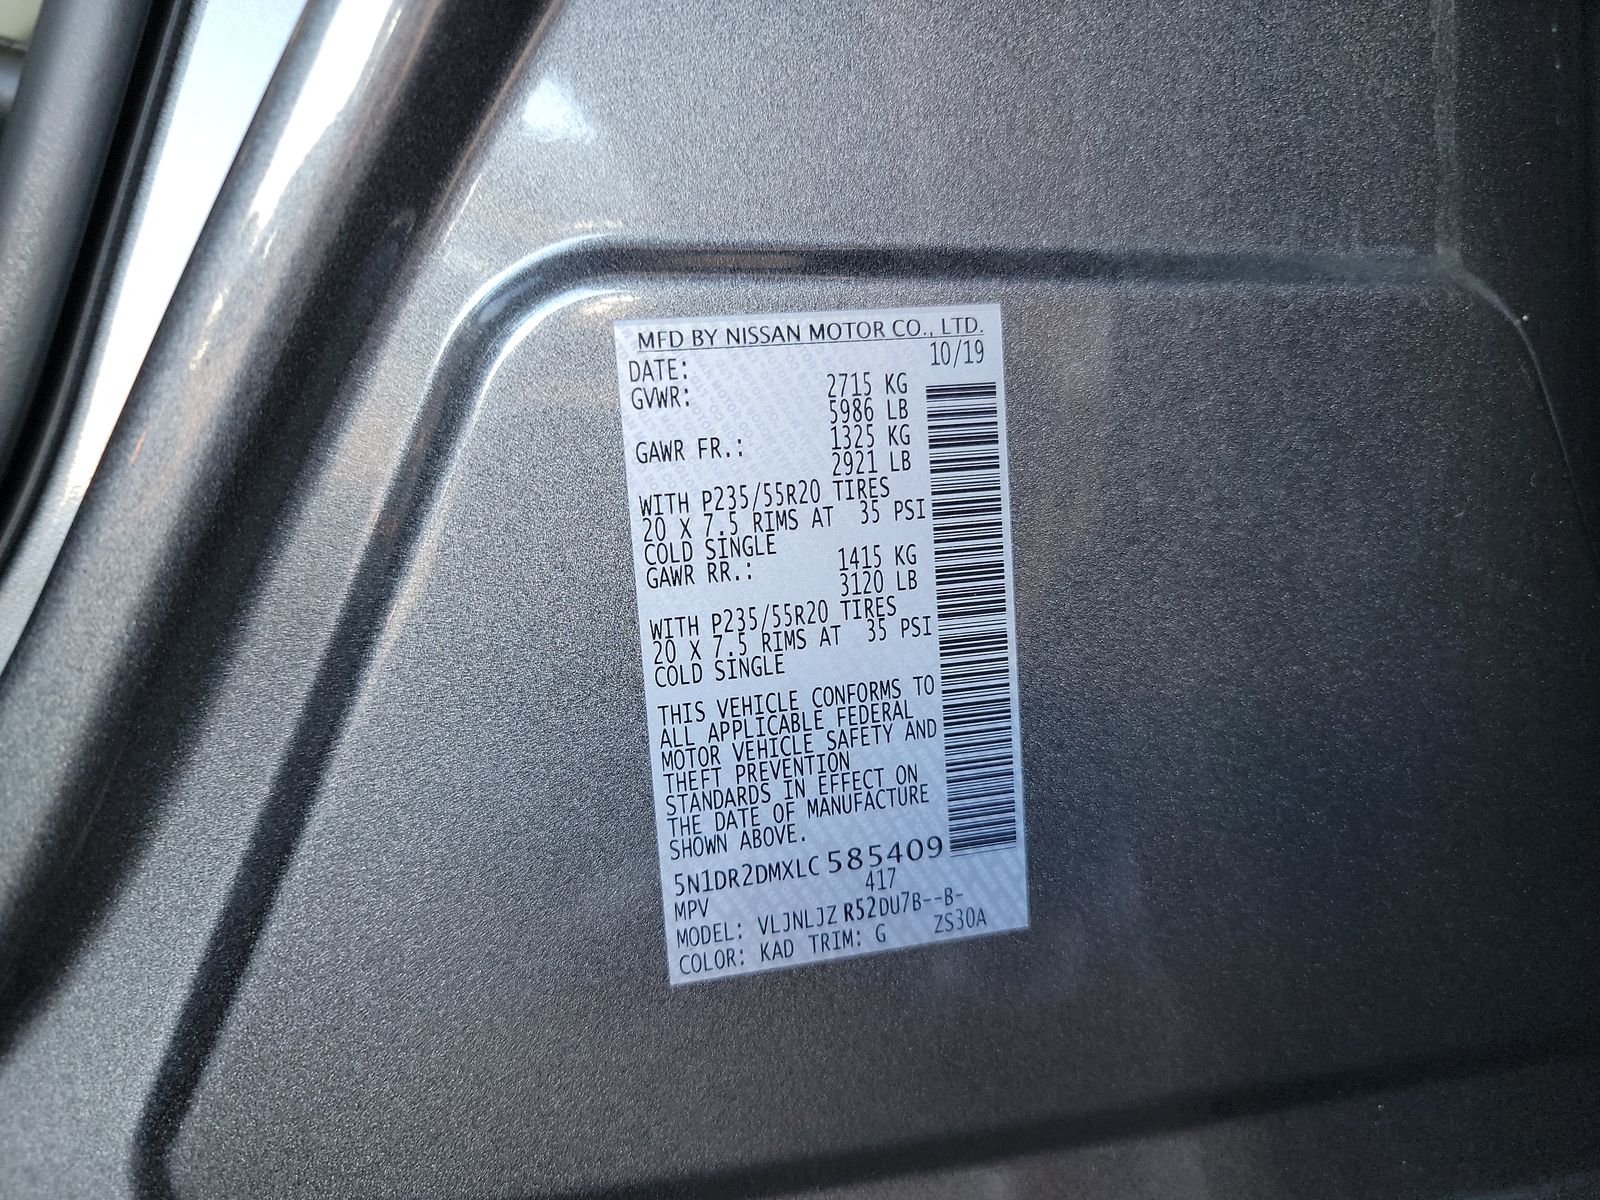 MFD BY NISSAN MOTOR CO., LTD.
DATE: 10/19
GVWR: 2715 KG
5986 LB
GAWR FR.: 1325 KG
2921 LB
WITH P235/55R20 TIRES
20 X 7.5 RIMS AT 35 PSI
COLD SINGLE
GAWR RR.: 1415 KG
3120 LB
WITH P235/55R20 TIRES
20 X 7.5 RIMS AT 35 PSI
COLD SINGLE
THIS VEHICLE CONFORMS TO
ALL APPLICABLE FEDERAL
MOTOR VEHICLE SAFETY AND
THEFT PREVENTION
STANDARDS IN EFFECT ON
THE DATE OF MANUFACTURE
SHOWN ABOVE.
5N1DR2DMXLC585409
MPV 417
MODEL: VLJNLJZ R52DU7B--B-
COLOR: KAD TRIM: G ZS30A